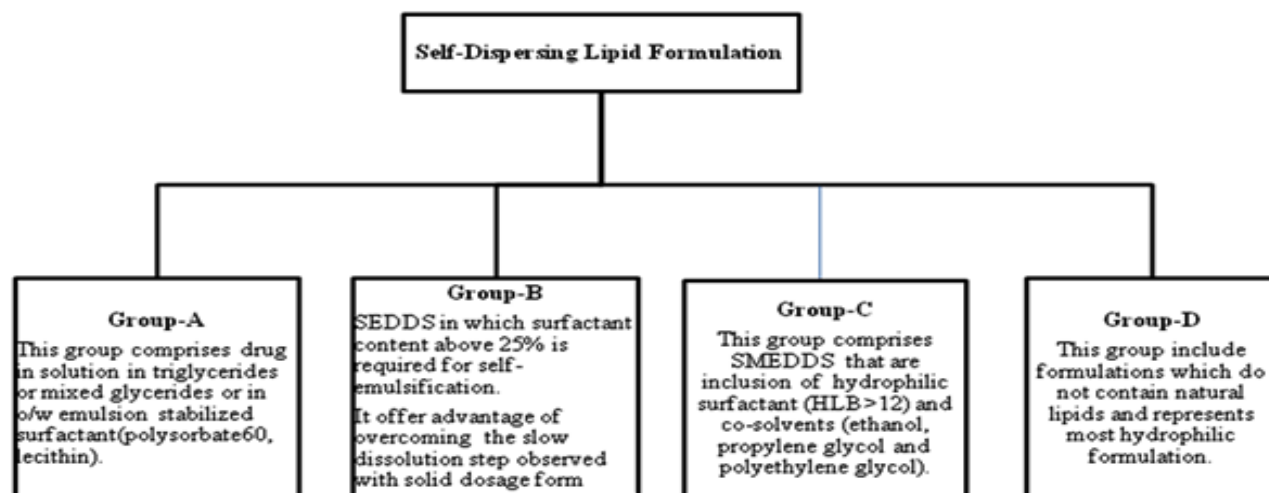 Self-Dispersing Lipid Formulation
Group-A
This group comprises drug
in solution in triglycerides
or mixed glycerides or in
o/w emulsion stabilized
surfactant(polysorbate60,
lecithin).
Group-B
SEDDS in which surfactant
content above 25% is
required for self-
emulsification.
It offer advantage of
overcoming the slow
dissolution step observed
with solid dosage form
Group-C
This group comprises
SMEDDS that are
inclusion of hydrophilic
surfactant (HLB>12) and
co-solvents (ethanol,
propylene glycol and
polyethylene glycol).
Group-D
This group include
formulations which do
not contain natural
lipids and represents
most hydrophilic
formulation.